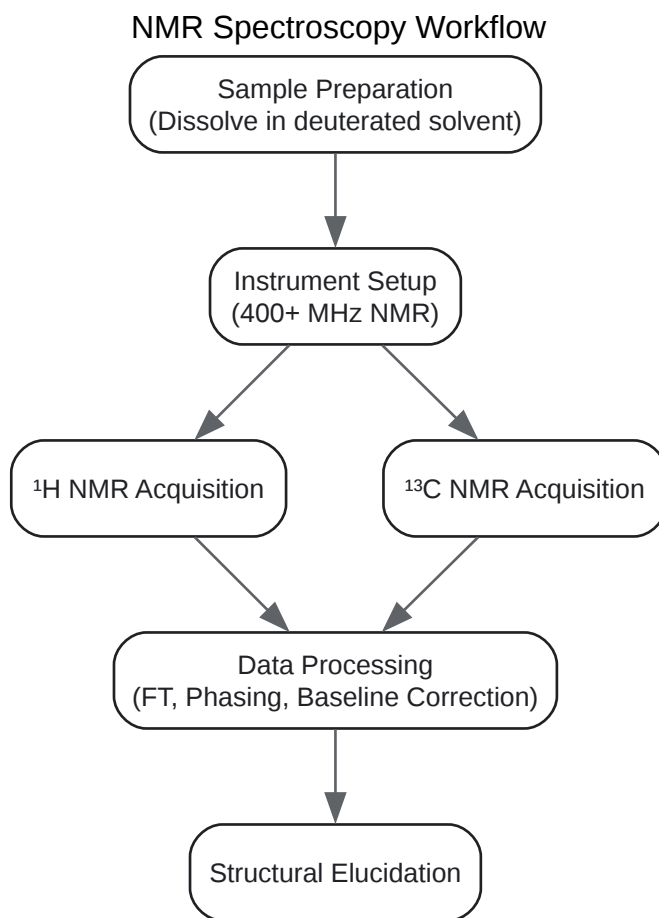 NMR Spectroscopy Workflow
Sample Preparation
(Dissolve in deuterated solvent)
Instrument Setup
(400+ MHz NMR)
¹H NMR Acquisition
¹³C NMR Acquisition
Data Processing
(FT, Phasing, Baseline Correction)
Structural Elucidation